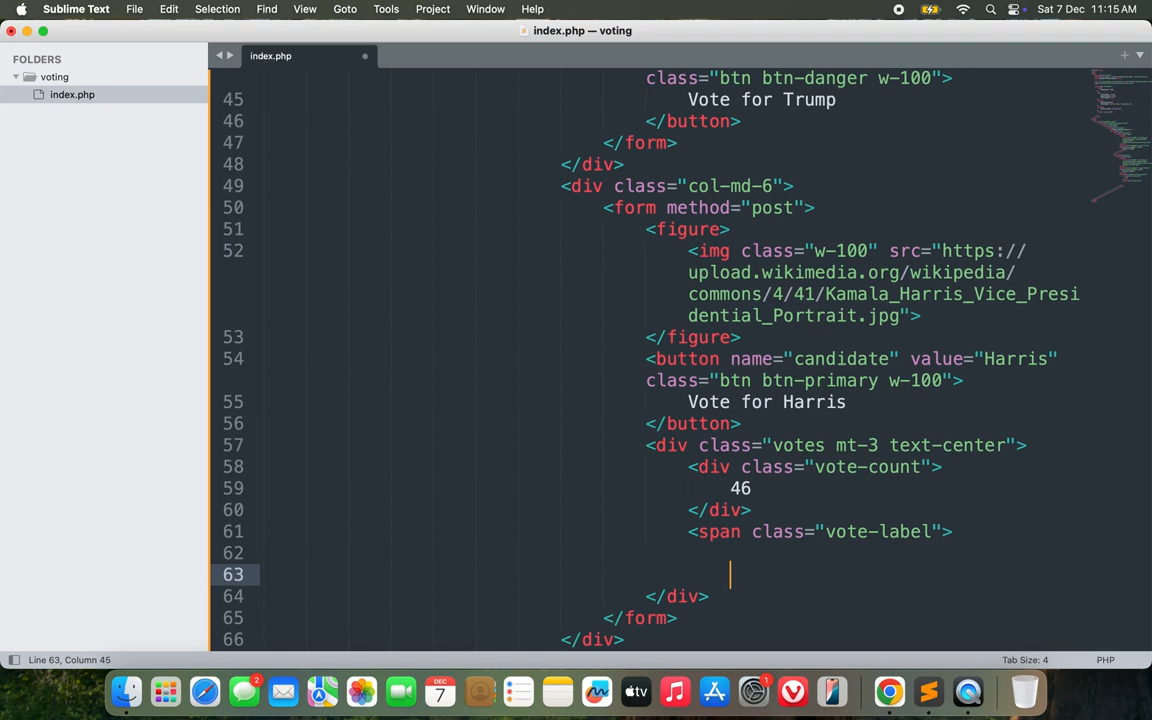 Sublime Text File Edit Selection Find View Goto Tools Project Window Help Sat 7 Dec 11:15 AM
index.php — voting
FOLDERS
voting
index.php
index.php
class="btn btn-danger w-100">
45 Vote for Trump
46 </button>
47 </form>
48 </div>
49 <div class="col-md-6">
50 <form method="post">
51 <figure>
52 <img class="w-100" src="https://
upload.wikimedia.org/wikipedia/
commons/4/41/Kamala_Harris_Vice_Presi
dential_Portrait.jpg">
53 </figure>
54 <button name="candidate" value="Harris"
class="btn btn-primary w-100">
55 Vote for Harris
56 </button>
57 <div class="votes mt-3 text-center">
58 <div class="vote-count">
59 46
60 </div>
61 <span class="vote-label">
62
63
64 </div>
65 </form>
66 </div>
Line 63, Column 45 Tab Size: 4 PHP
2
DEC
7
tv
1